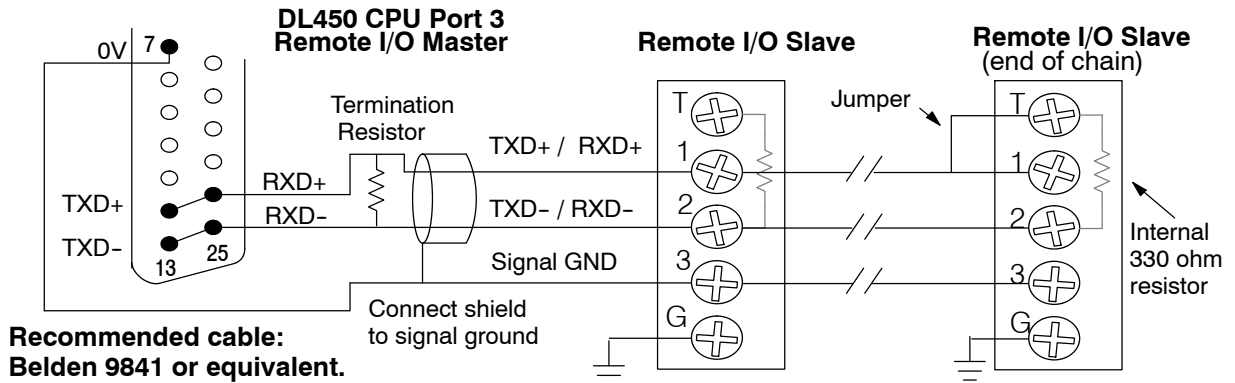 DL450 CPU Port 3
Remote I/O Master
Remote I/O Slave
Remote I/O Slave
(end of chain)
0V
7
TXD+
TXD-
13
25
RXD+
RXD-
Termination
Resistor
TXD+ / RXD+
TXD- / RXD-
Signal GND
Connect shield
to signal ground
T
1
2
3
G
Jumper
T
1
2
3
G
Internal
330 ohm
resistor
Recommended cable:
Belden 9841 or equivalent.